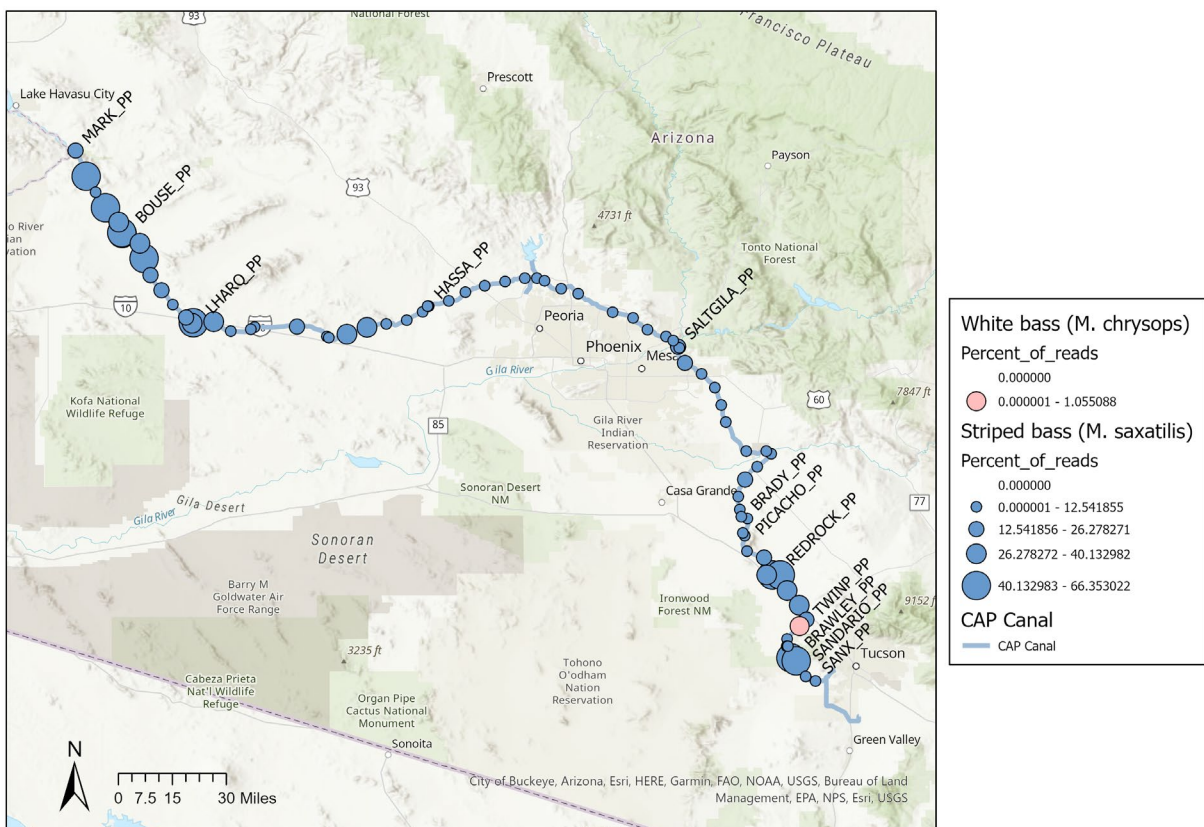 93
National Forest
Francisco Plateau
Lake Havasu City
Prescott
MARK_PP
Arizona
Payson
93
BOUSE_PP
4731 ft
o River
ian
vation
Tonto National
Forest
HASSA_PP
LHARQ_PP
10
SALTGILA_PP
Peoria
Phoenix
Mesa
Gila River
7847 ft
Kofa National
Wildlife Refuge
60
85
Gila River
Indian
Reservation
BRADY_PP
Sonoran Desert
NM
Casa Grande
PICACHO_PP
77
Gila Desert
Gila River
REDROCK_PP
Sonoran
Desert
Barry M
Goldwater Air
Force Range
Ironwood
Forest NM
TWINP_PP
9152 ft
BRAWLEY_PP
SANDARIO_PP
SANX_PP
3235 ft
Tucson
Tohono
O'odham
Nation
Reservation
Cabeza Prieta
Nat'l Wildlife
Refuge
Organ Pipe
Cactus National
Monument
Sonoita
Green Valley
N
0 7.5 15 30 Miles
City of Buckeye, Arizona, Esri, HERE, Garmin, FAO, NOAA, USGS, Bureau of Land
Management, EPA, NPS, Esri, USGS
White bass (M. chrysops)
Percent_of_reads
0.000000
0.000001 - 1.055088
Striped bass (M. saxatilis)
Percent_of_reads
0.000000
0.000001 - 12.541855
12.541856 - 26.278271
26.278272 - 40.132982
40.132983 - 66.353022
CAP Canal
CAP Canal